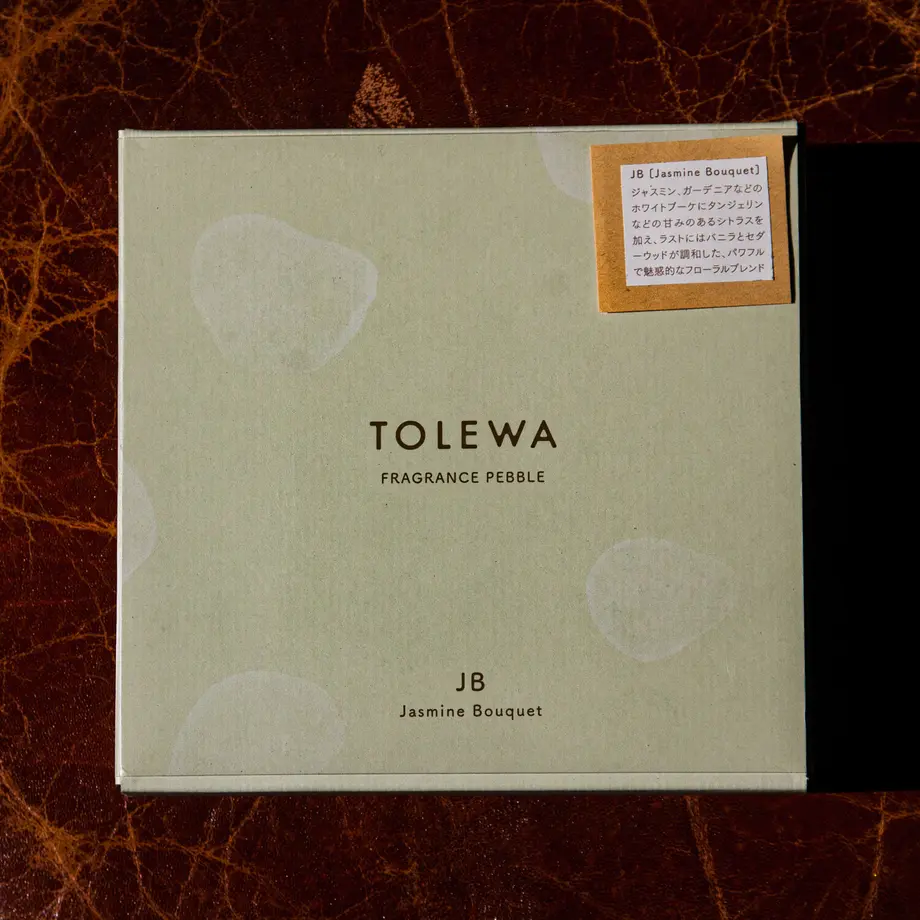 JB [Jasmine Bouquet]
ジャスミン、ガーデニアなどの
ホワイトブーケにタンジェリン
などの甘みのあるシトラスを
加え、ラストにはバニラとセダ
ーウッドが調和した、パワフル
で魅惑的なフローラルブレンド
TOLEWA
FRAGRANCE PEBBLE
JB
Jasmine Bouquet